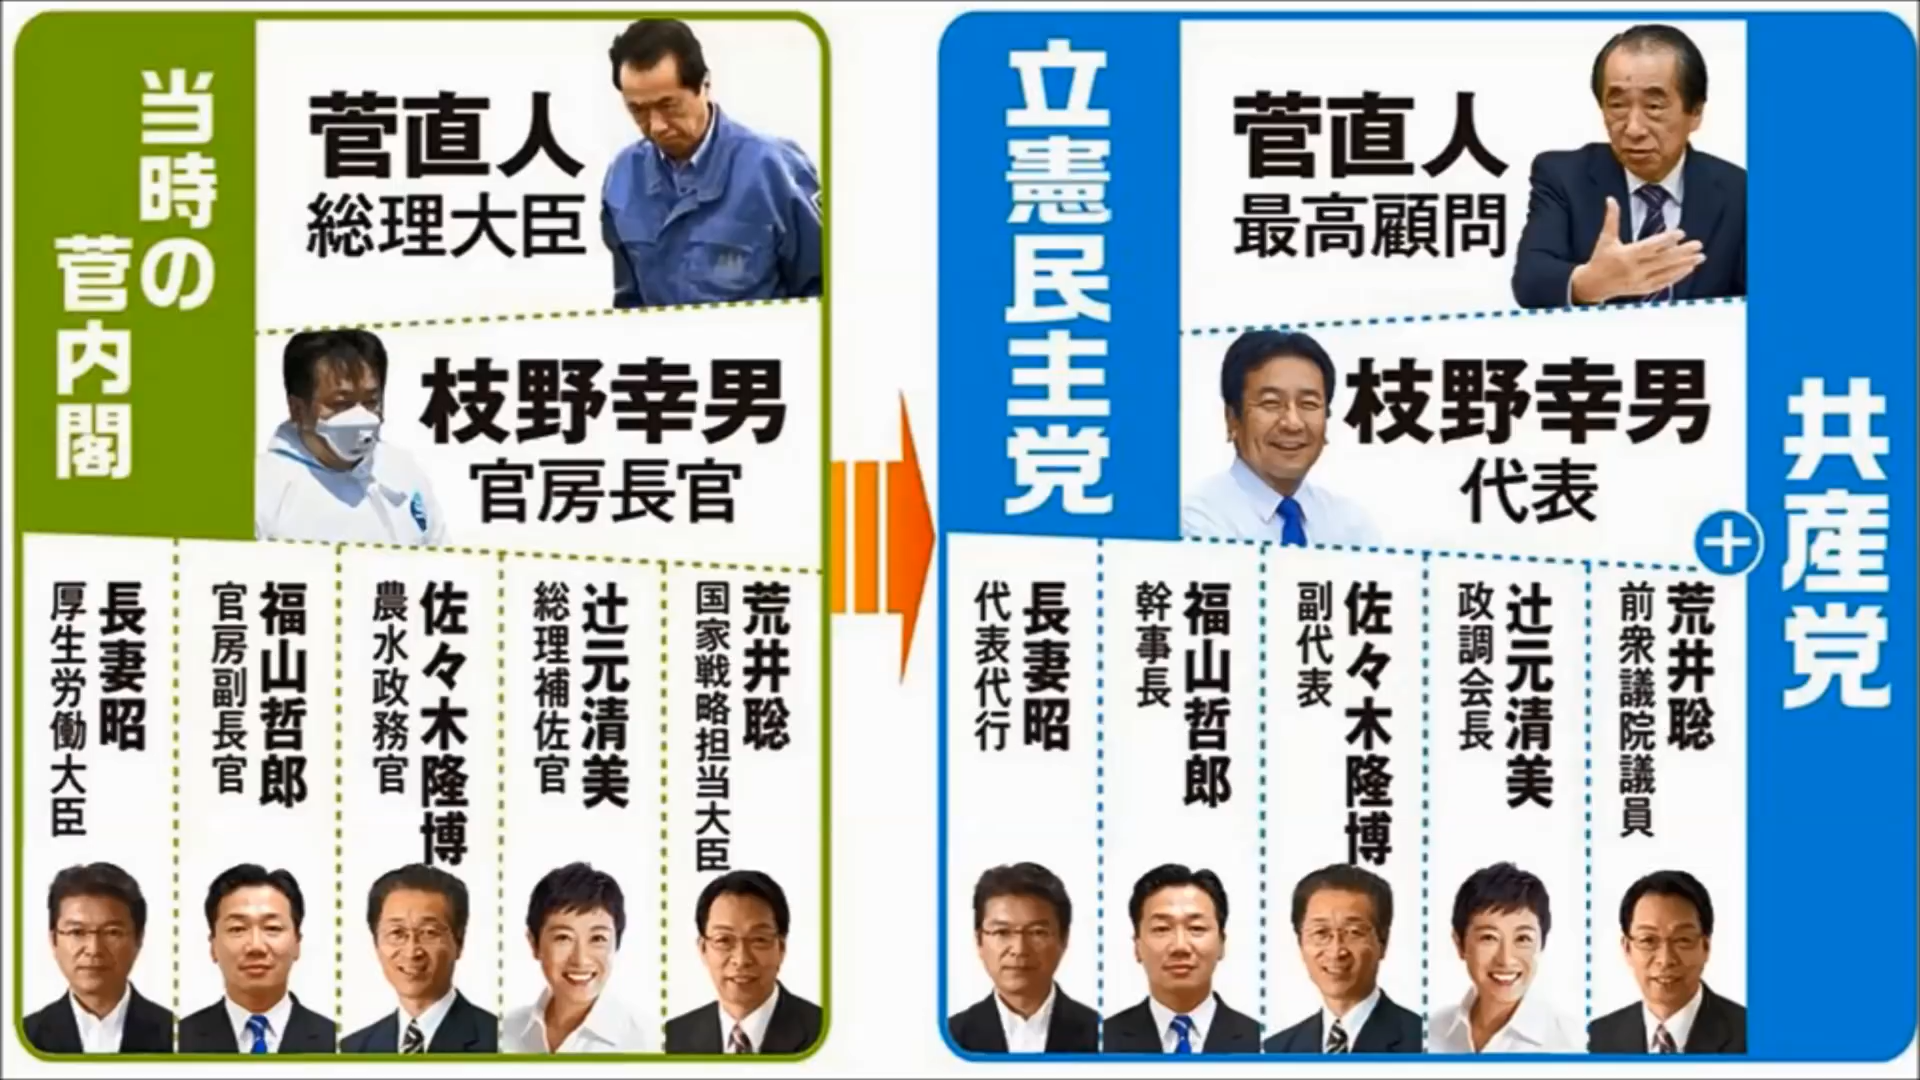 当時の
菅内閣
菅直人
総理大臣
枝野幸男
官房長官
長妻昭
厚生労働大臣
福山哲郎
官房副長官
佐々木隆博
農水政務官
辻元清美
総理補佐官
荒井聡
国家戦略担当大臣
立憲民主党
菅直人
最高顧問
枝野幸男
代表
長妻昭
代表代行
福山哲郎
幹事長
佐々木隆博
副代表
辻元清美
政調会長
荒井聡
前衆議院議員
+
共産党